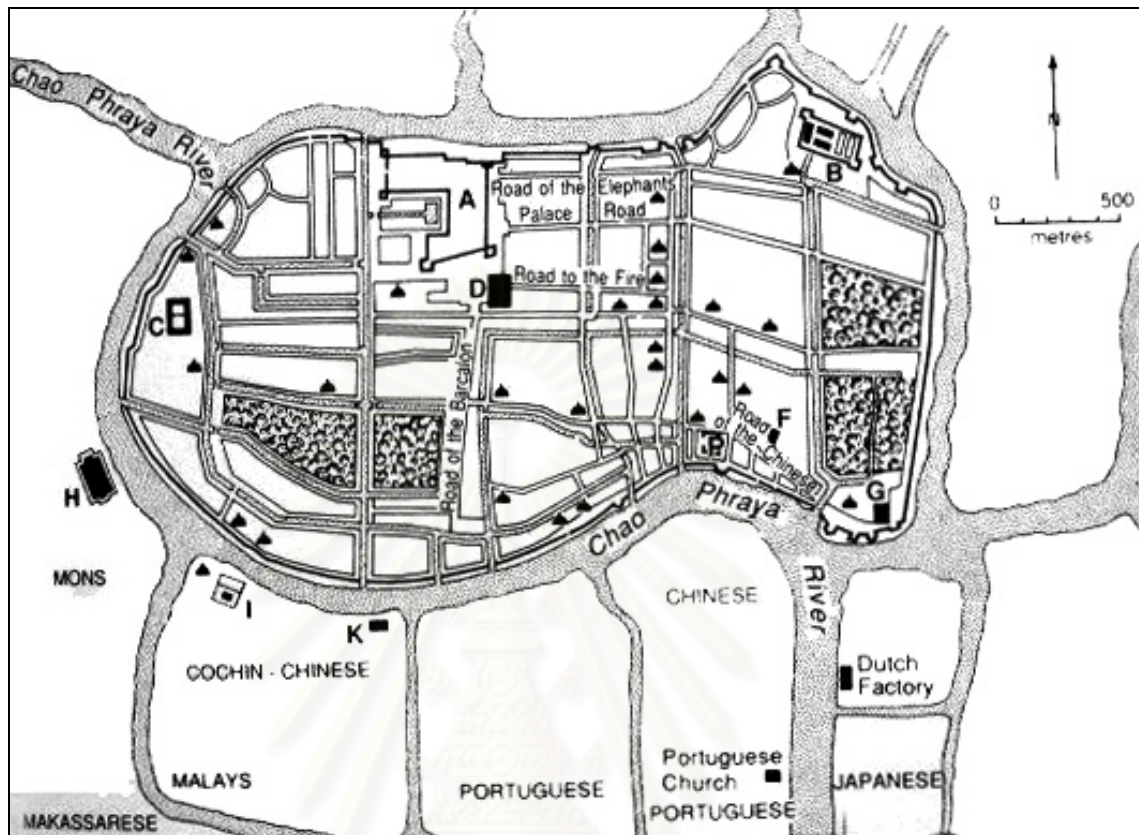 Chao Phraya River
N
0 500
metres
A
B
Road of the
Palace
Elephants
Road
D
Road to the Fire
C
Road of the Barcalon
F
Road
of the Chinese
G
H
Chao Phraya River
MONS
I
K
COCHIN - CHINESE
CHINESE
Dutch
Factory
MALAYS
PORTUGUESE
Portuguese
Church
PORTUGUESE
JAPANESE
MAKASSARESE